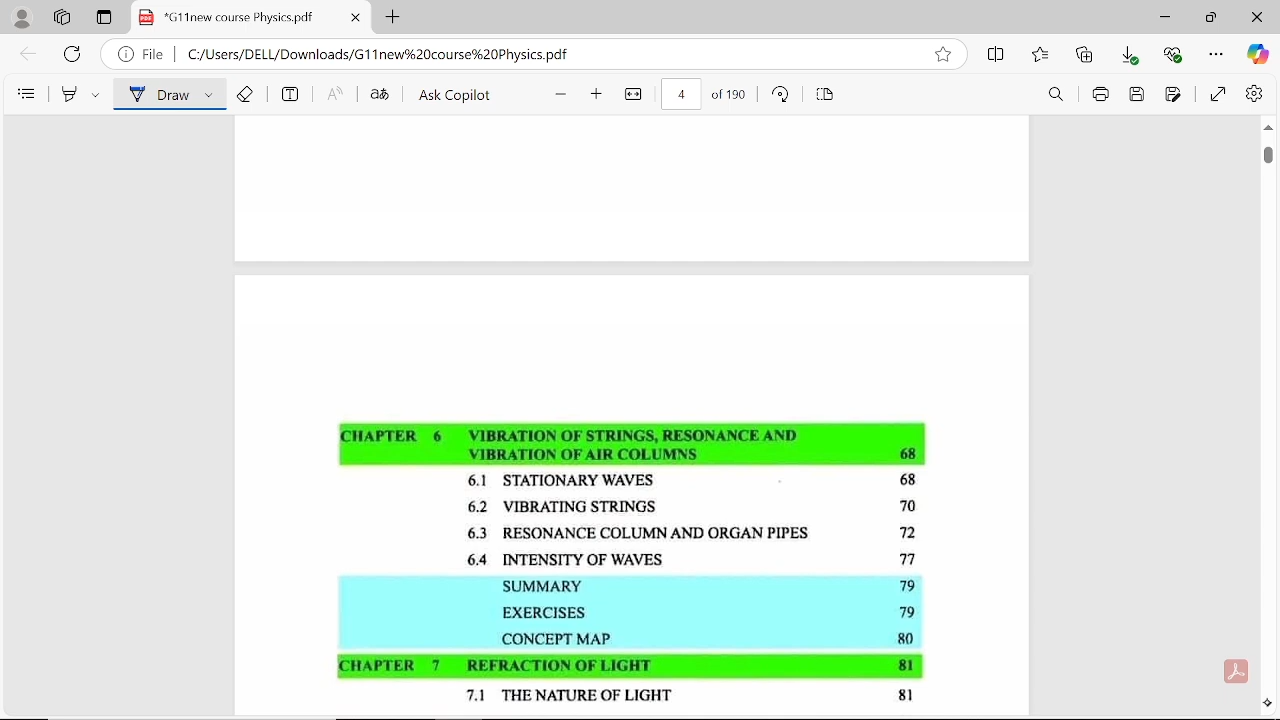 *G11new course Physics.pdf
File
C:/Users/DELL/Downloads/G11new%20course%20Physics.pdf
Draw
Ask Copilot
4 of 190
CHAPTER 6 VIBRATION OF STRINGS, RESONANCE AND
VIBRATION OF AIR COLUMNS 68
6.1 STATIONARY WAVES 68
6.2 VIBRATING STRINGS 70
6.3 RESONANCE COLUMN AND ORGAN PIPES 72
6.4 INTENSITY OF WAVES 77
SUMMARY 79
EXERCISES 79
CONCEPT MAP 80
CHAPTER 7 REFRACTION OF LIGHT 81
7.1 THE NATURE OF LIGHT 81